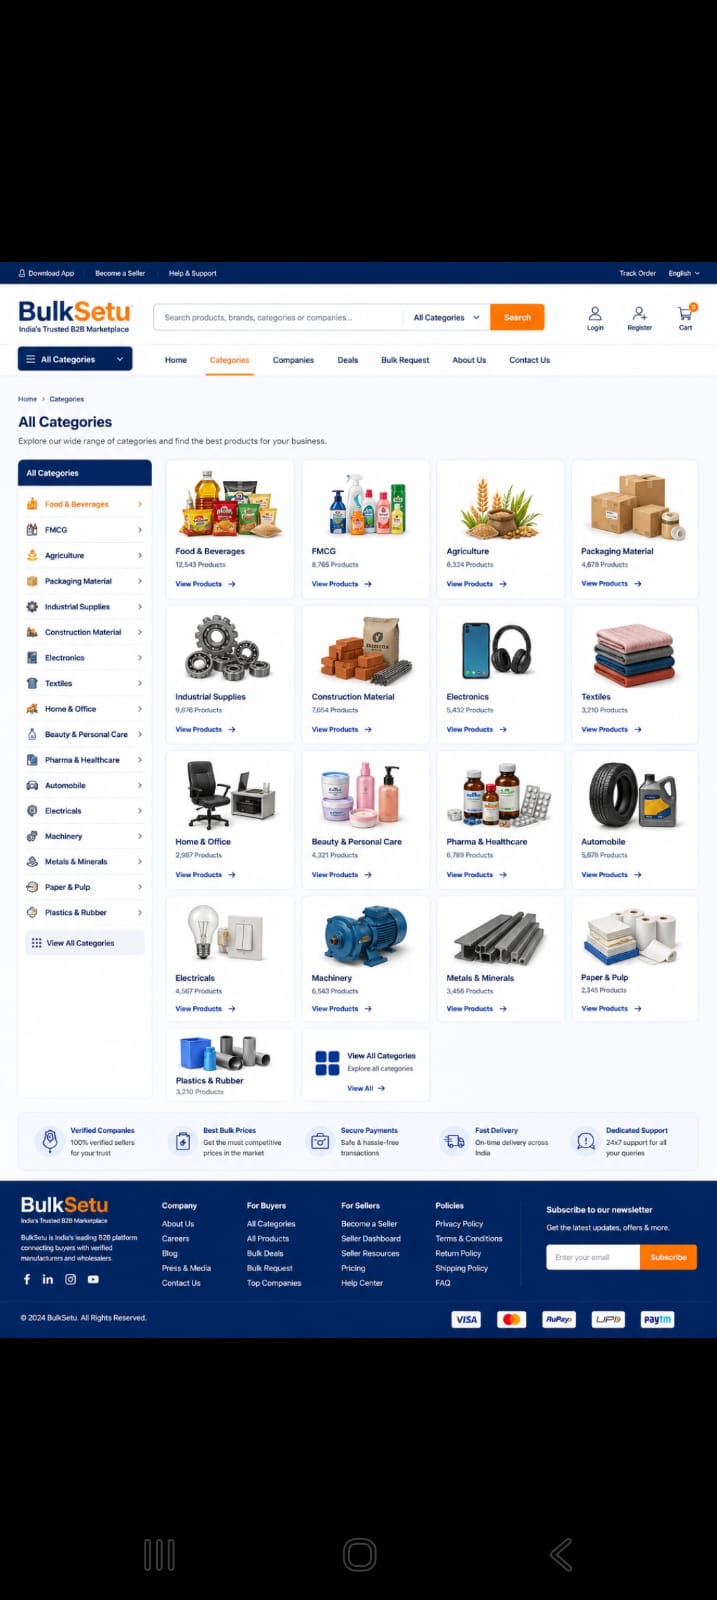 Download App
Become a Seller
Help & Support
Track Order
English
BulkSetu
India's Trusted B2B Marketplace
Search products, brands, categories or companies...
All Categories
Search
Login
Register
0
Cart
All Categories
Home
Categories
Companies
Deals
Bulk Request
About Us
Contact Us
Home > Categories
All Categories
Explore our wide range of categories and find the best products for your business.
All Categories
Food & Beverages
FMCG
Agriculture
Packaging Material
Industrial Supplies
Construction Material
Electronics
Textiles
Home & Office
Beauty & Personal Care
Pharma & Healthcare
Automobile
Electricals
Machinery
Metals & Minerals
Paper & Pulp
Plastics & Rubber
View All Categories
Food & Beverages
12,543 Products
View Products
FMCG
8,765 Products
View Products
Agriculture
6,324 Products
View Products
Packaging Material
4,678 Products
View Products
Industrial Supplies
9,876 Products
View Products
Construction Material
7,654 Products
View Products
Electronics
5,432 Products
View Products
Textiles
3,210 Products
View Products
Home & Office
2,987 Products
View Products
Beauty & Personal Care
4,321 Products
View Products
Pharma & Healthcare
6,789 Products
View Products
Automobile
5,678 Products
View Products
Electricals
4,567 Products
View Products
Machinery
6,543 Products
View Products
Metals & Minerals
3,456 Products
View Products
Paper & Pulp
2,345 Products
View Products
Plastics & Rubber
3,210 Products
View All Categories
Explore all categories
View All
Verified Companies
100% verified sellers
for your trust
Best Bulk Prices
Get the most competitive
prices in the market
Secure Payments
Safe & hassle-free
transactions
Fast Delivery
On-time delivery across
India
Dedicated Support
24x7 support for all
your queries
BulkSetu
India's Trusted B2B Marketplace
BulkSetu is India's leading B2B platform
connecting buyers with verified
manufacturers and wholesalers.
Company
About Us
Careers
Blog
Press & Media
Contact Us
For Buyers
All Categories
All Products
Bulk Deals
Bulk Request
Top Companies
For Sellers
Become a Seller
Seller Dashboard
Seller Resources
Pricing
Help Center
Policies
Privacy Policy
Terms & Conditions
Return Policy
Shipping Policy
FAQ
Subscribe to our newsletter
Get the latest updates, offers & more.
Enter your email
Subscribe
© 2024 BulkSetu. All Rights Reserved.
VISA
RuPay
UPI
paytm